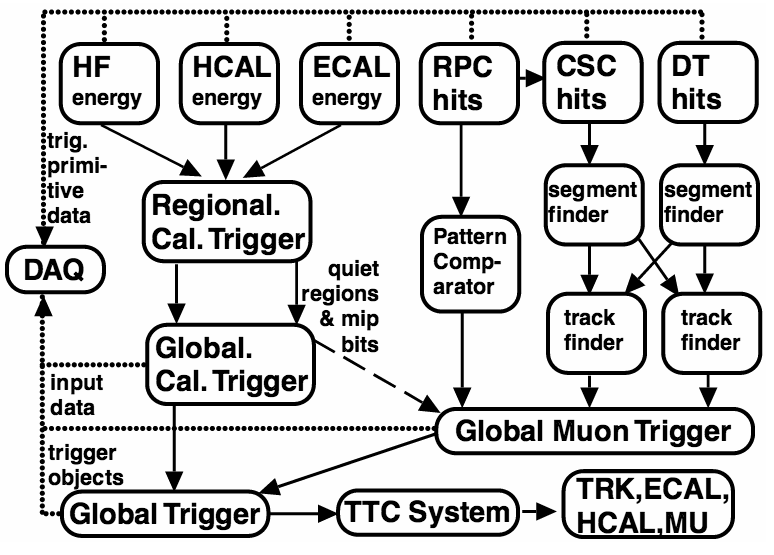 HF
energy
HCAL
energy
ECAL
energy
RPC
hits
CSC
hits
DT
hits
trig.
primi-
tive
data
Regional.
Cal. Trigger
segment
finder
segment
finder
Pattern
Comp-
arator
DAQ
quiet
regions
& mip
bits
track
finder
track
finder
Global.
Cal. Trigger
input
data
Global Muon Trigger
trigger
objects
Global Trigger
TTC System
TRK,ECAL,
HCAL,MU